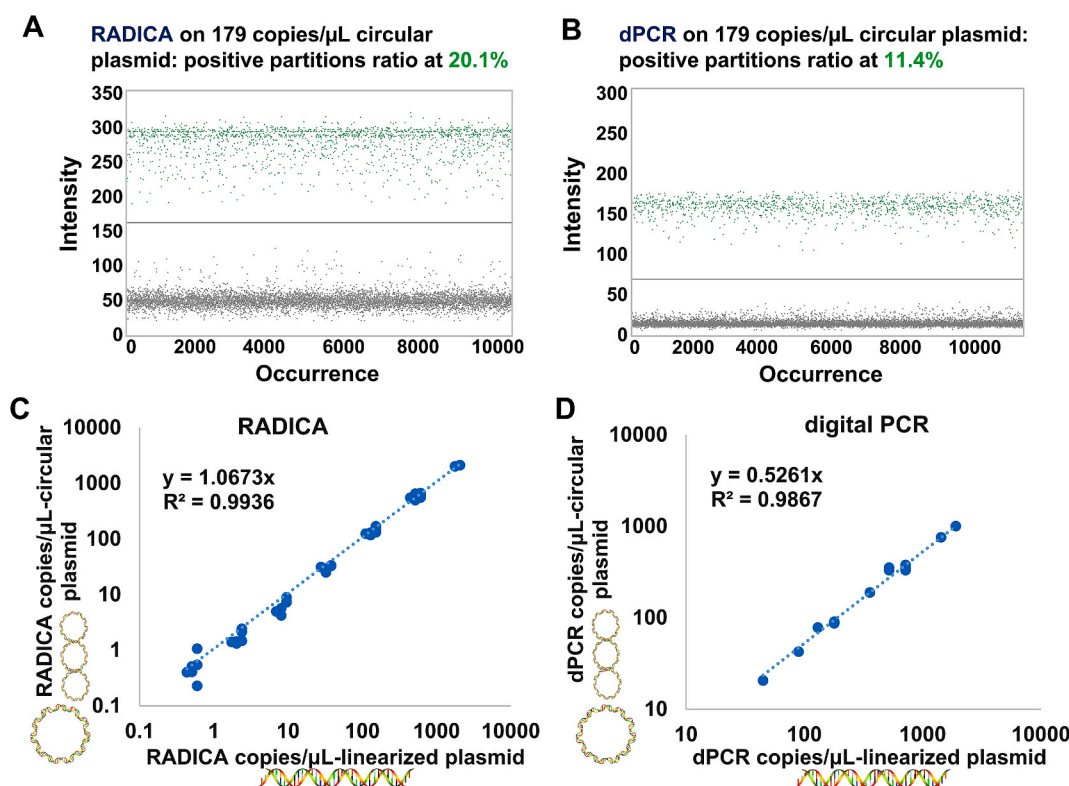 A
RADICA on 179 copies/µL circular
plasmid: positive partitions ratio at 20.1%
350
300
250
200
150
100
50
0
Intensity
0 2000 4000 6000 8000 10000
Occurrence
B
dPCR on 179 copies/µL circular plasmid:
positive partitions ratio at 11.4%
300
250
200
150
100
50
0
Intensity
0 2000 4000 6000 8000 10000
Occurrence
C
RADICA
y = 1.0673x
R² = 0.9936
10000
1000
100
10
1
0.1
RADICA copies/µL-circular
plasmid
0.1 1 10 100 1000 10000
RADICA copies/µL-linearized plasmid
D
digital PCR
y = 0.5261x
R² = 0.9867
10000
1000
100
10
dPCR copies/µL-circular
plasmid
10 100 1000 10000
dPCR copies/µL-linearized plasmid